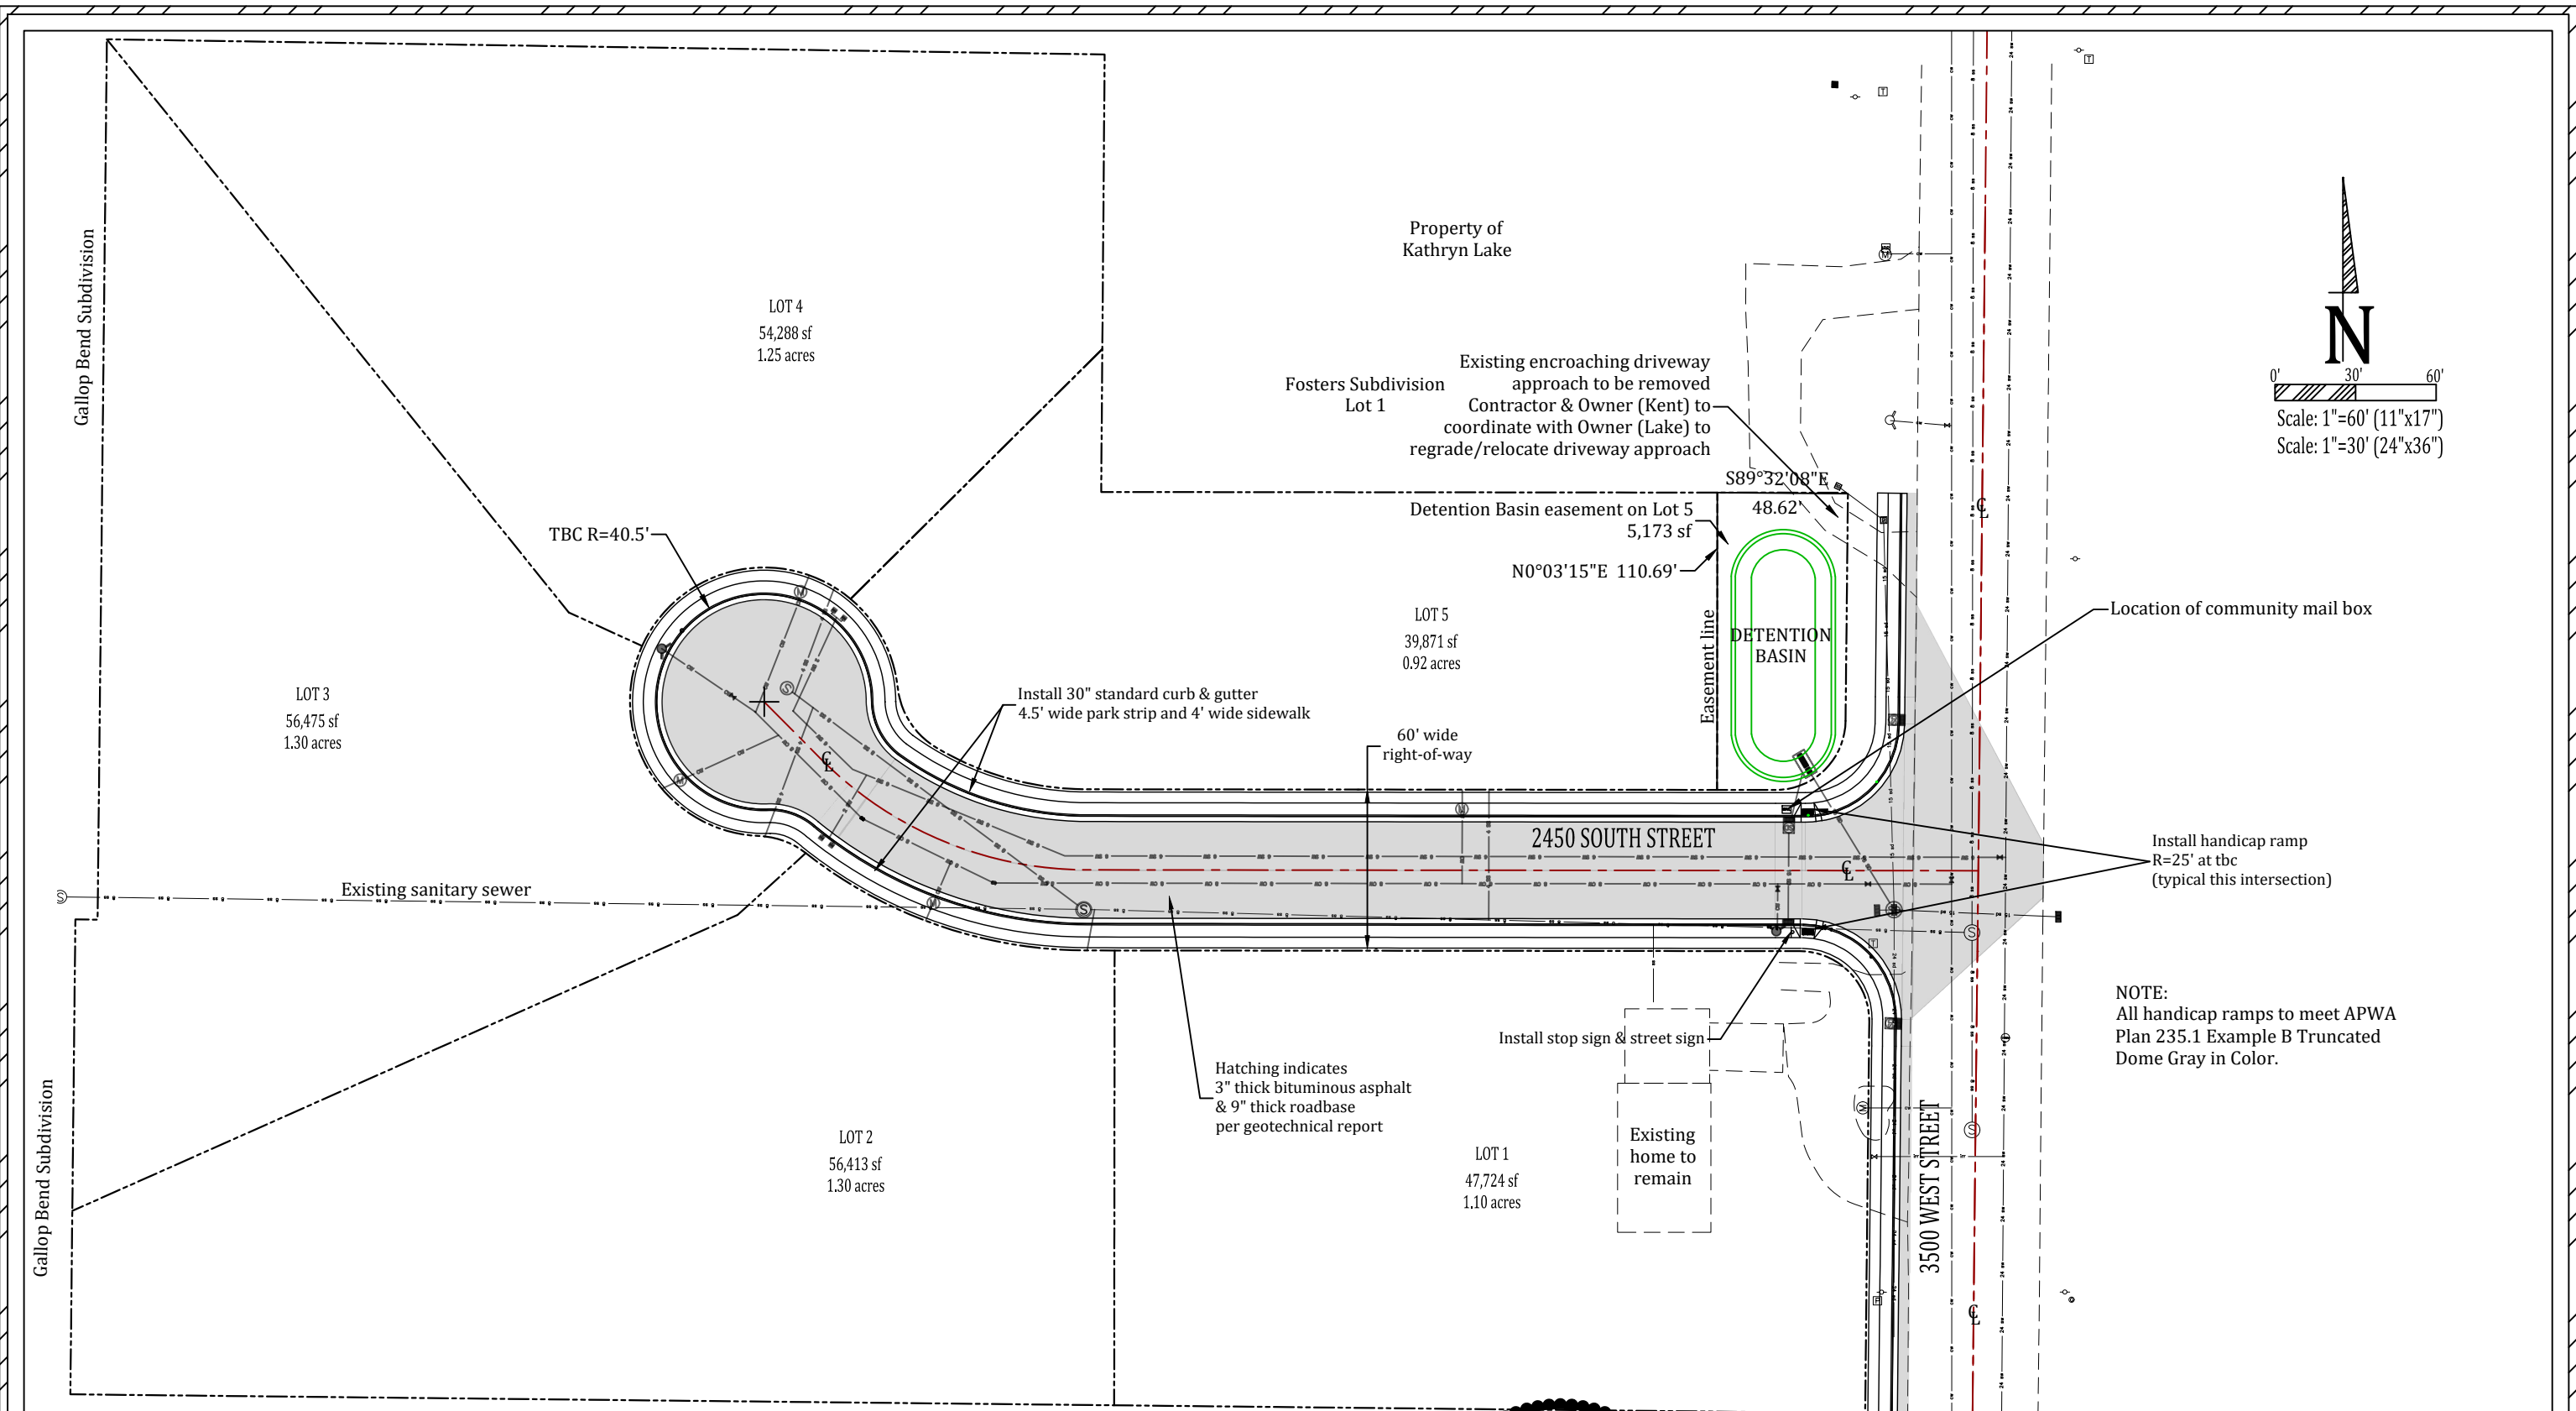 Gallop Bend Subdivision
LOT 4
54,288 sf
1.25 acres
Property of
Kathryn Lake
Fosters Subdivision
Lot 1
Existing encroaching driveway
approach to be removed
Contractor & Owner (Kent) to
coordinate with Owner (Lake) to
regrade/relocate driveway approach
N
0' 30' 60'
Scale: 1"=60' (11"x17")
Scale: 1"=30' (24"x36")
S89°32'08"E
48.62'
Detention Basin easement on Lot 5
5,173 sf
N0°03'15"E 110.69'
TBC R=40.5'
Location of community mail box
LOT 5
39,871 sf
0.92 acres
Easement line
DETENTION
BASIN
LOT 3
56,475 sf
1.30 acres
Install 30" standard curb & gutter
4.5' wide park strip and 4' wide sidewalk
60' wide
right-of-way
2450 SOUTH STREET
Install handicap ramp
R=25' at tbc
(typical this intersection)
Existing sanitary sewer
NOTE:
All handicap ramps to meet APWA
Plan 235.1 Example B Truncated
Dome Gray in Color.
Install stop sign & street sign
Hatching indicates
3" thick bituminous asphalt
& 9" thick roadbase
per geotechnical report
Gallop Bend Subdivision
LOT 2
56,413 sf
1.30 acres
LOT 1
47,724 sf
1.10 acres
Existing
home to
remain
3500 WEST STREET